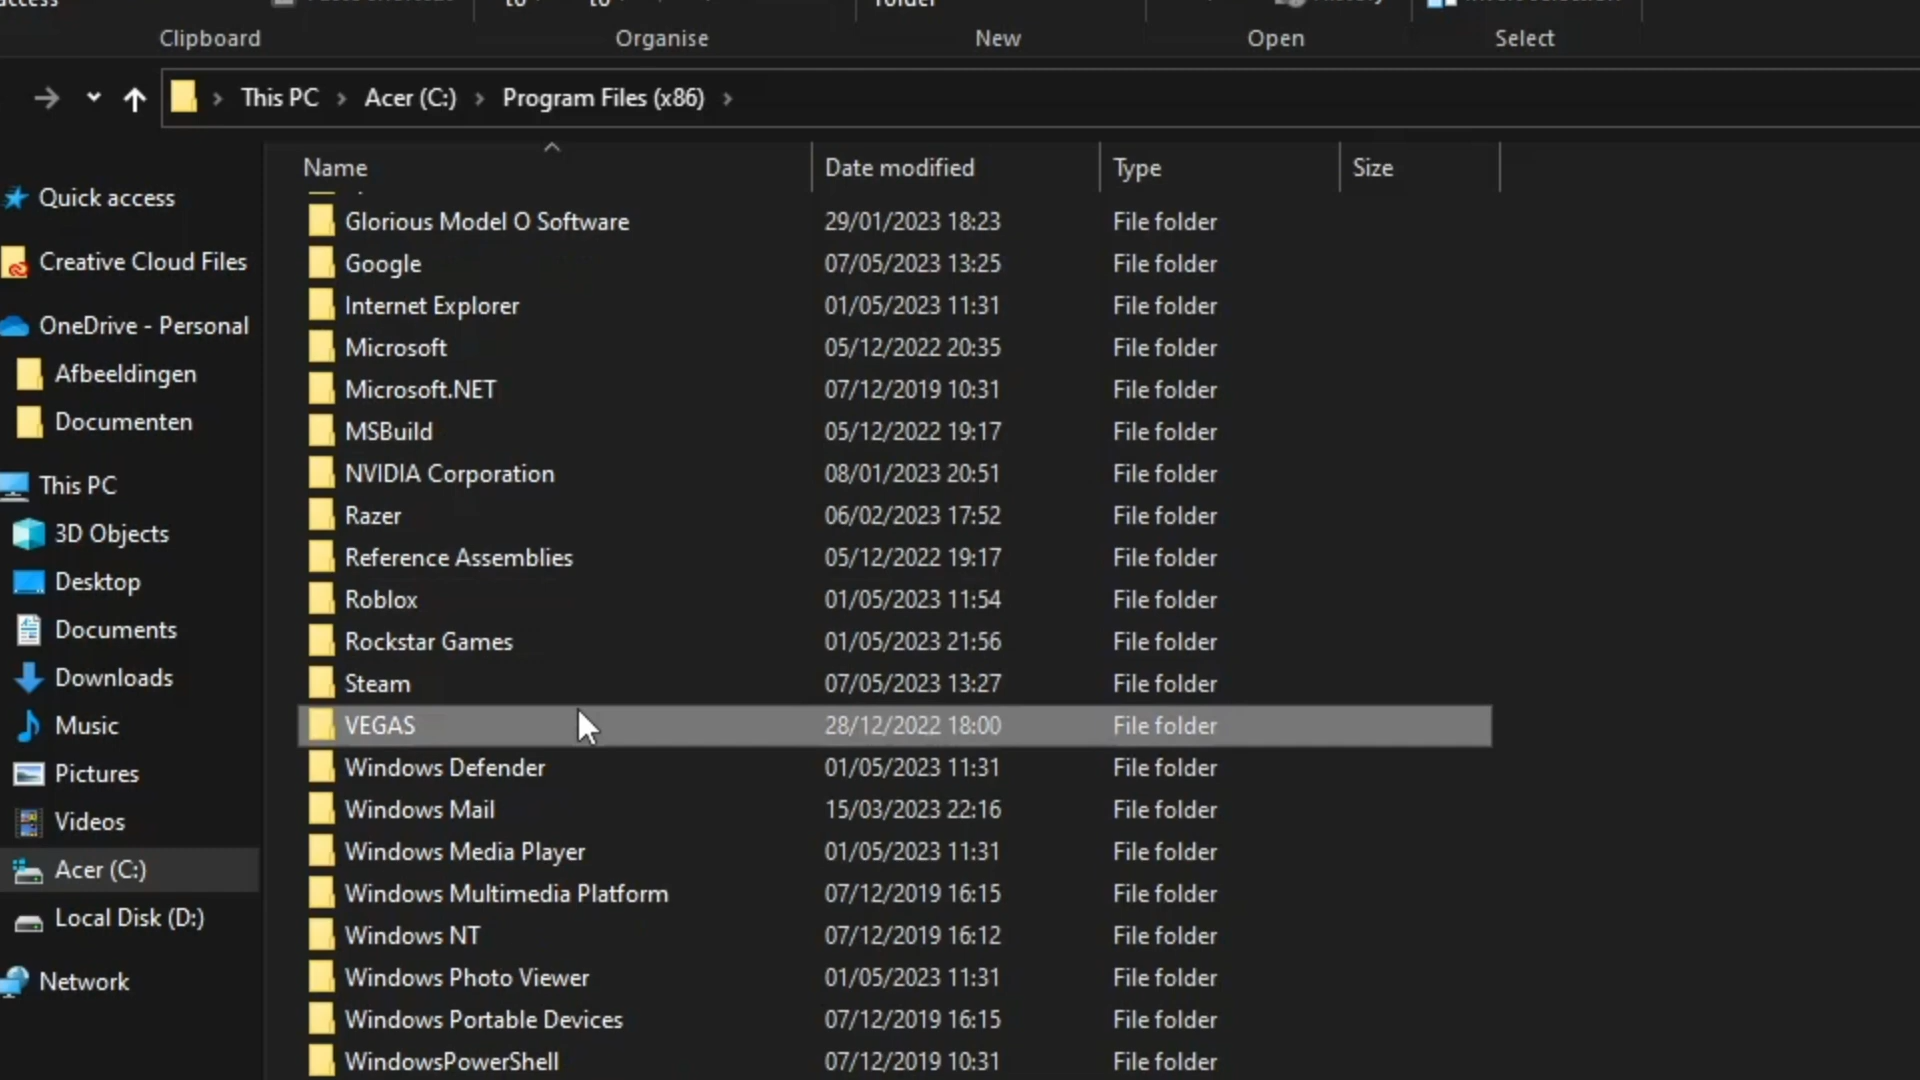 Clipboard Organise New Open Select
This PC > Acer (C:) > Program Files (x86) >
Name Date modified Type Size
Quick access
Creative Cloud Files
OneDrive - Personal
Afbeeldingen
Documenten
This PC
3D Objects
Desktop
Documents
Downloads
Music
Pictures
Videos
Acer (C:)
Local Disk (D:)
Network
Glorious Model O Software 29/01/2023 18:23 File folder
Google 07/05/2023 13:25 File folder
Internet Explorer 01/05/2023 11:31 File folder
Microsoft 05/12/2022 20:35 File folder
Microsoft.NET 07/12/2019 10:31 File folder
MSBuild 05/12/2022 19:17 File folder
NVIDIA Corporation 08/01/2023 20:51 File folder
Razer 06/02/2023 17:52 File folder
Reference Assemblies 05/12/2022 19:17 File folder
Roblox 01/05/2023 11:54 File folder
Rockstar Games 01/05/2023 21:56 File folder
Steam 07/05/2023 13:27 File folder
VEGAS 28/12/2022 18:00 File folder
Windows Defender 01/05/2023 11:31 File folder
Windows Mail 15/03/2023 22:16 File folder
Windows Media Player 01/05/2023 11:31 File folder
Windows Multimedia Platform 07/12/2019 16:15 File folder
Windows NT 07/12/2019 16:12 File folder
Windows Photo Viewer 01/05/2023 11:31 File folder
Windows Portable Devices 07/12/2019 16:15 File folder
WindowsPowerShell 07/12/2019 10:31 File folder